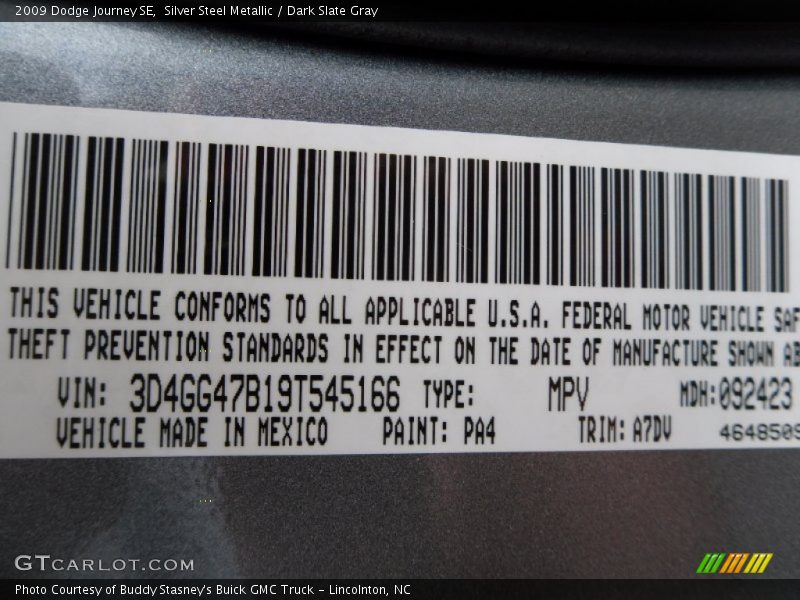 2009 Dodge Journey SE,  Silver Steel Metallic / Dark Slate Gray
THIS VEHICLE CONFORMS TO ALL APPLICABLE U.S.A. FEDERAL MOTOR VEHICLE SAF
THEFT PREVENTION STANDARDS IN EFFECT ON THE DATE OF MANUFACTURE SHOWN AB
VIN: 3D4GG47B19T545166 TYPE: MPV MDH:092423
VEHICLE MADE IN MEXICO PAINT: PA4 TRIM: A7DV 4648509
GTCARLOT.COM
Photo Courtesy of Buddy Stasney's Buick GMC Truck - Lincolnton, NC